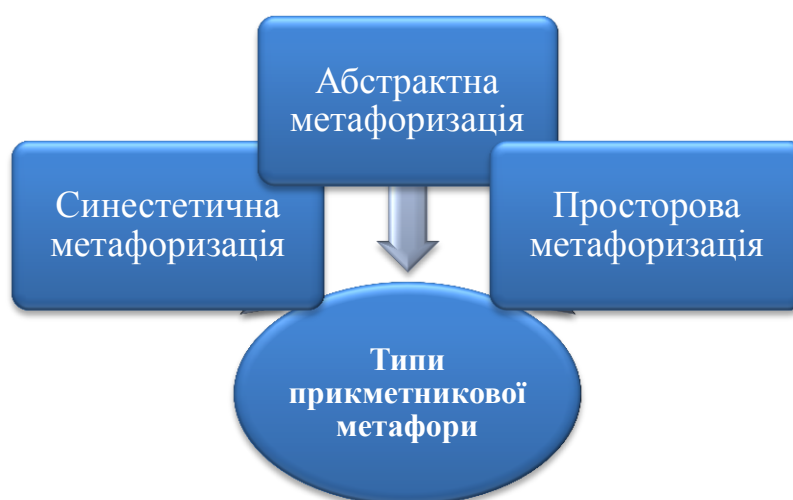 Абстрактна
метафоризація
Синестетична
метафоризація
Просторова
метафоризація
Типи
прикметникової
метафори